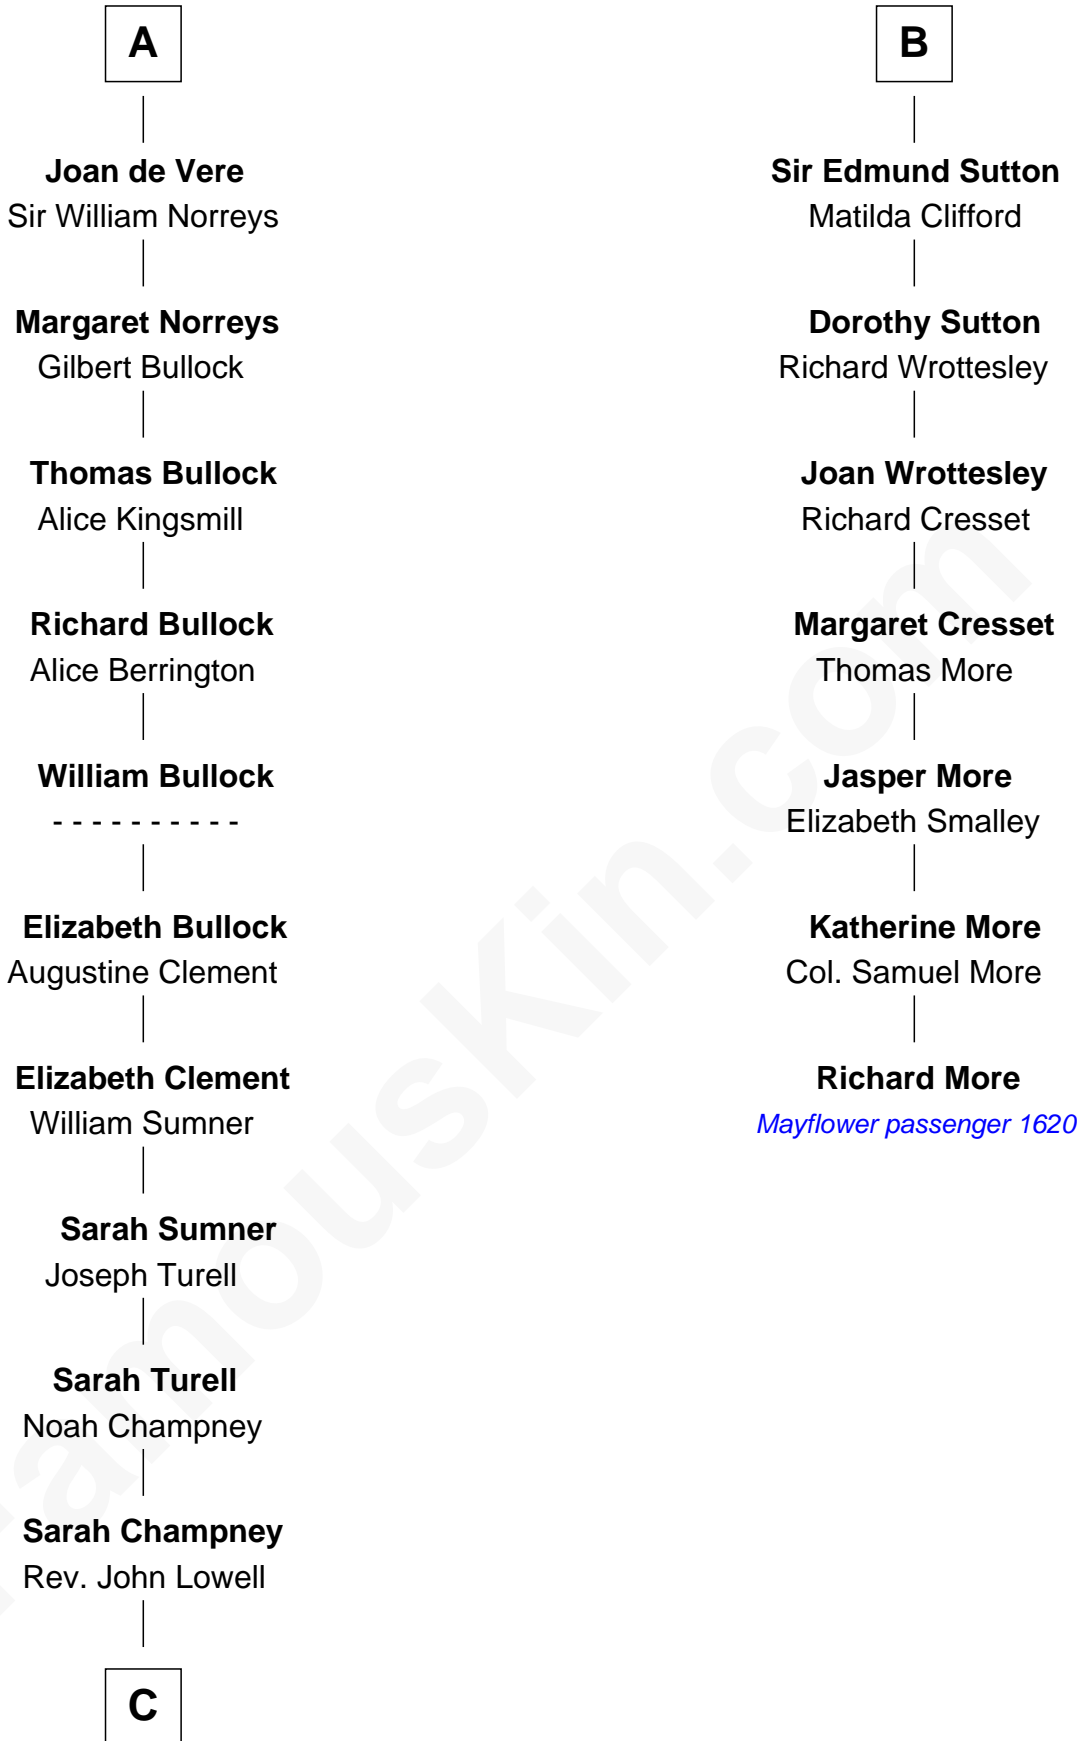 A
Joan de Vere
Sir William Norreys
Margaret Norreys
Gilbert Bullock
Thomas Bullock
Alice Kingsmill
Richard Bullock
Alice Berrington
William Bullock
- - - - - - - - - -
Elizabeth Bullock
Augustine Clement
Elizabeth Clement
William Sumner
Sarah Sumner
Joseph Turell
Sarah Turell
Noah Champney
Sarah Champney
Rev. John Lowell
C
B
Sir Edmund Sutton
Matilda Clifford
Dorothy Sutton
Richard Wrottesley
Joan Wrottesley
Richard Cresset
Margaret Cresset
Thomas More
Jasper More
Elizabeth Smalley
Katherine More
Col. Samuel More
Richard More
Mayflower passenger 1620
FamousKin.com